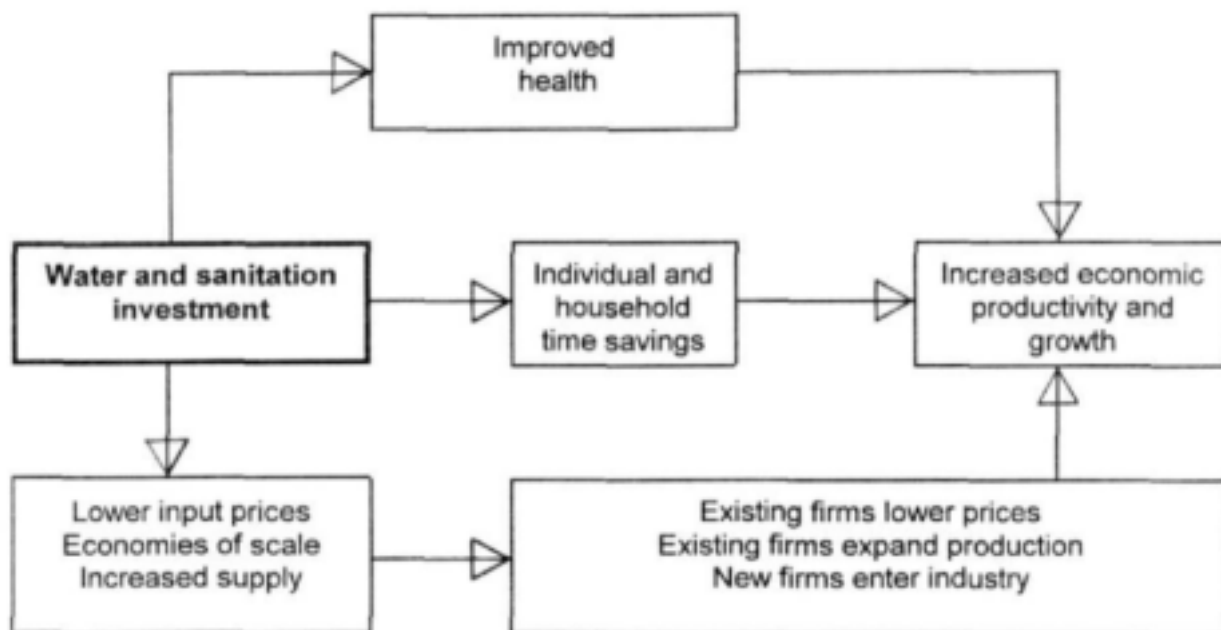 Improved
health
Water and sanitation
investment
Individual and
household
time savings
Increased economic
productivity and
growth
Lower input prices
Economies of scale
Increased supply
Existing firms lower prices
Existing firms expand production
New firms enter industry